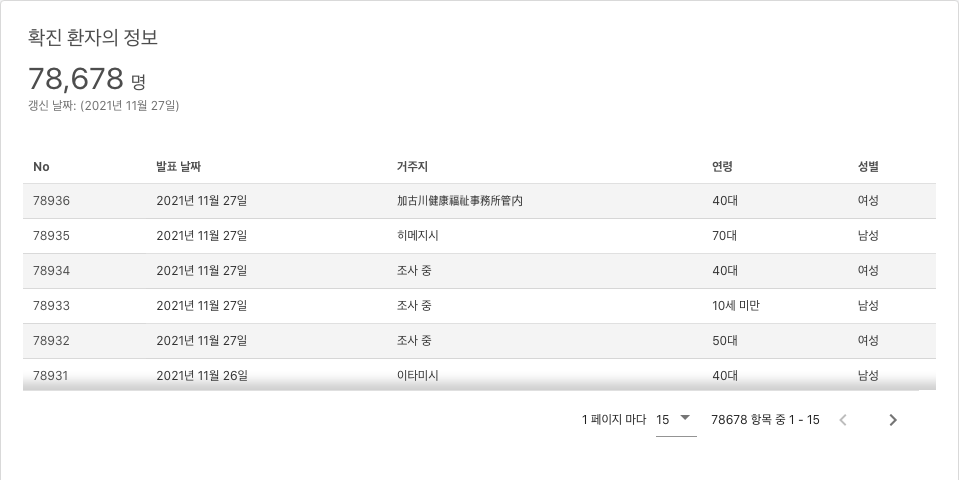 확진 환자의 정보
78,678 명
갱신 날짜: (2021년 11월 27일)
No 발표 날짜 거주지 연령 성별
78936 2021년 11월 27일 加古川健康福祉事務所管内 40대 여성
78935 2021년 11월 27일 히메지시 70대 남성
78934 2021년 11월 27일 조사 중 40대 여성
78933 2021년 11월 27일 조사 중 10세 미만 남성
78932 2021년 11월 27일 조사 중 50대 여성
78931 2021년 11월 26일 이타미시 40대 남성
1 페이지 마다 15 78678 항목 중 1 - 15